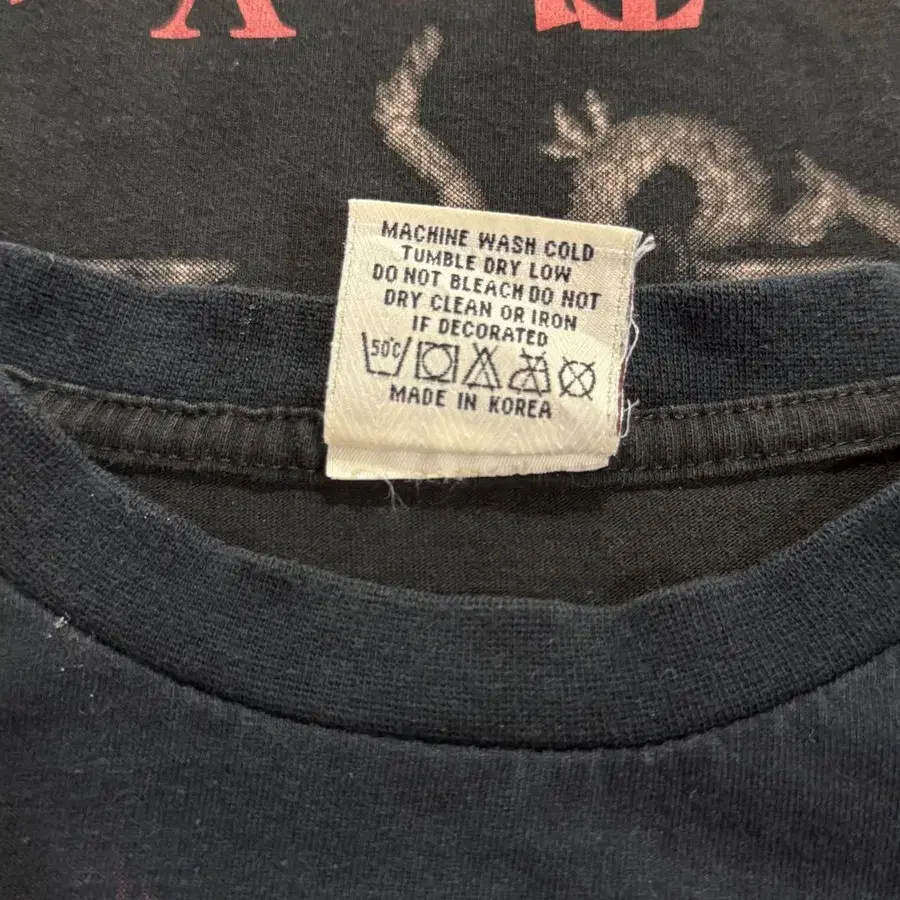 MACHINE WASH COLD
TUMBLE DRY LOW
DO NOT BLEACH DO NOT
DRY CLEAN OR IRON
IF DECORATED
50°C
MADE IN KOREA